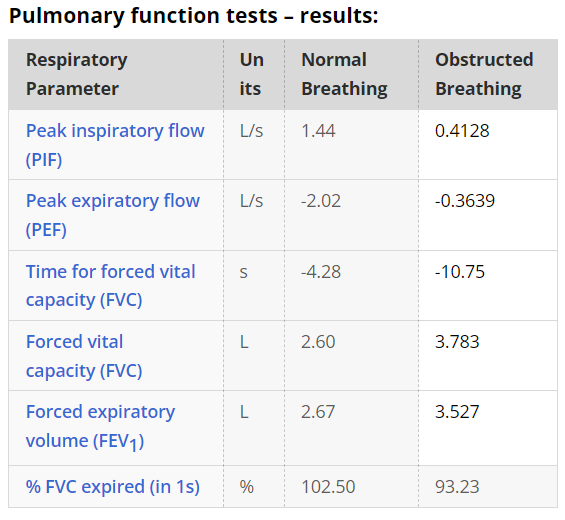 Pulmonary function tests – results:
Respiratory Un Normal Obstructed
Parameter its Breathing Breathing
Peak inspiratory flow L/s 1.44 0.4128
(PIF)
Peak expiratory flow L/s -2.02 -0.3639
(PEF)
Time for forced vital s -4.28 -10.75
capacity (FVC)
Forced vital L 2.60 3.783
capacity (FVC)
Forced expiratory L 2.67 3.527
volume (FEV1)
% FVC expired (in 1s) % 102.50 93.23